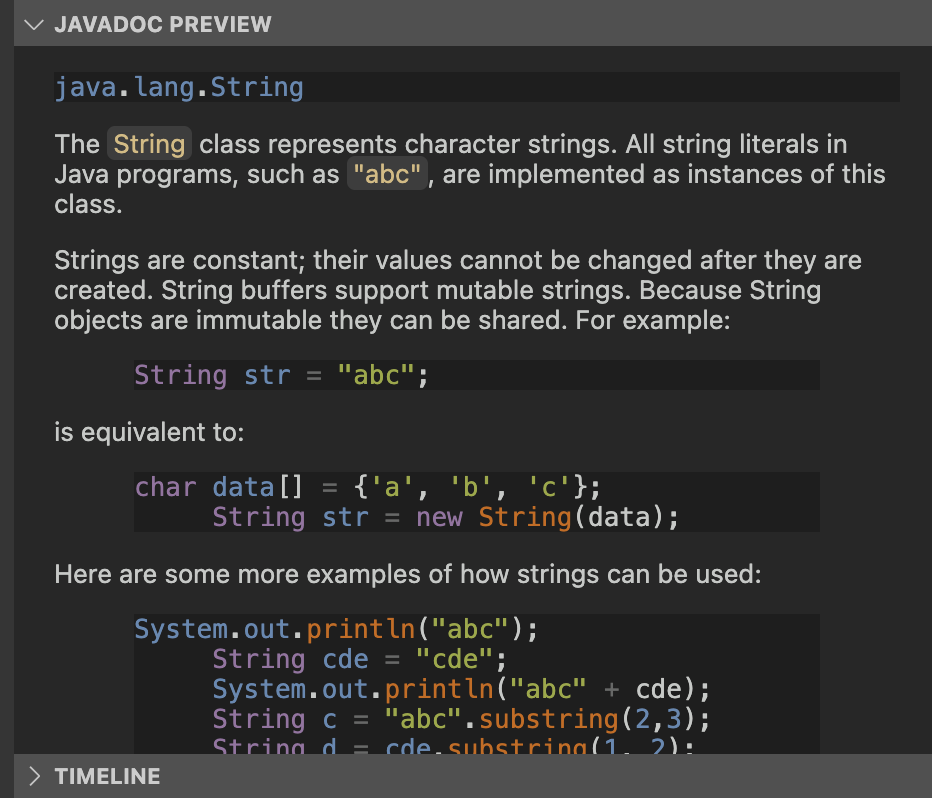 JAVADOC PREVIEW
java.lang.String
The String class represents character strings. All string literals in
Java programs, such as "abc", are implemented as instances of this
class.
Strings are constant; their values cannot be changed after they are
created. String buffers support mutable strings. Because String
objects are immutable they can be shared. For example:
String str = "abc";
is equivalent to:
char data[] = {'a', 'b', 'c'};
String str = new String(data);
Here are some more examples of how strings can be used:
System.out.println("abc");
String cde = "cde";
System.out.println("abc" + cde);
String c = "abc".substring(2,3);
String d = cde.substring(1, 2);
TIMELINE